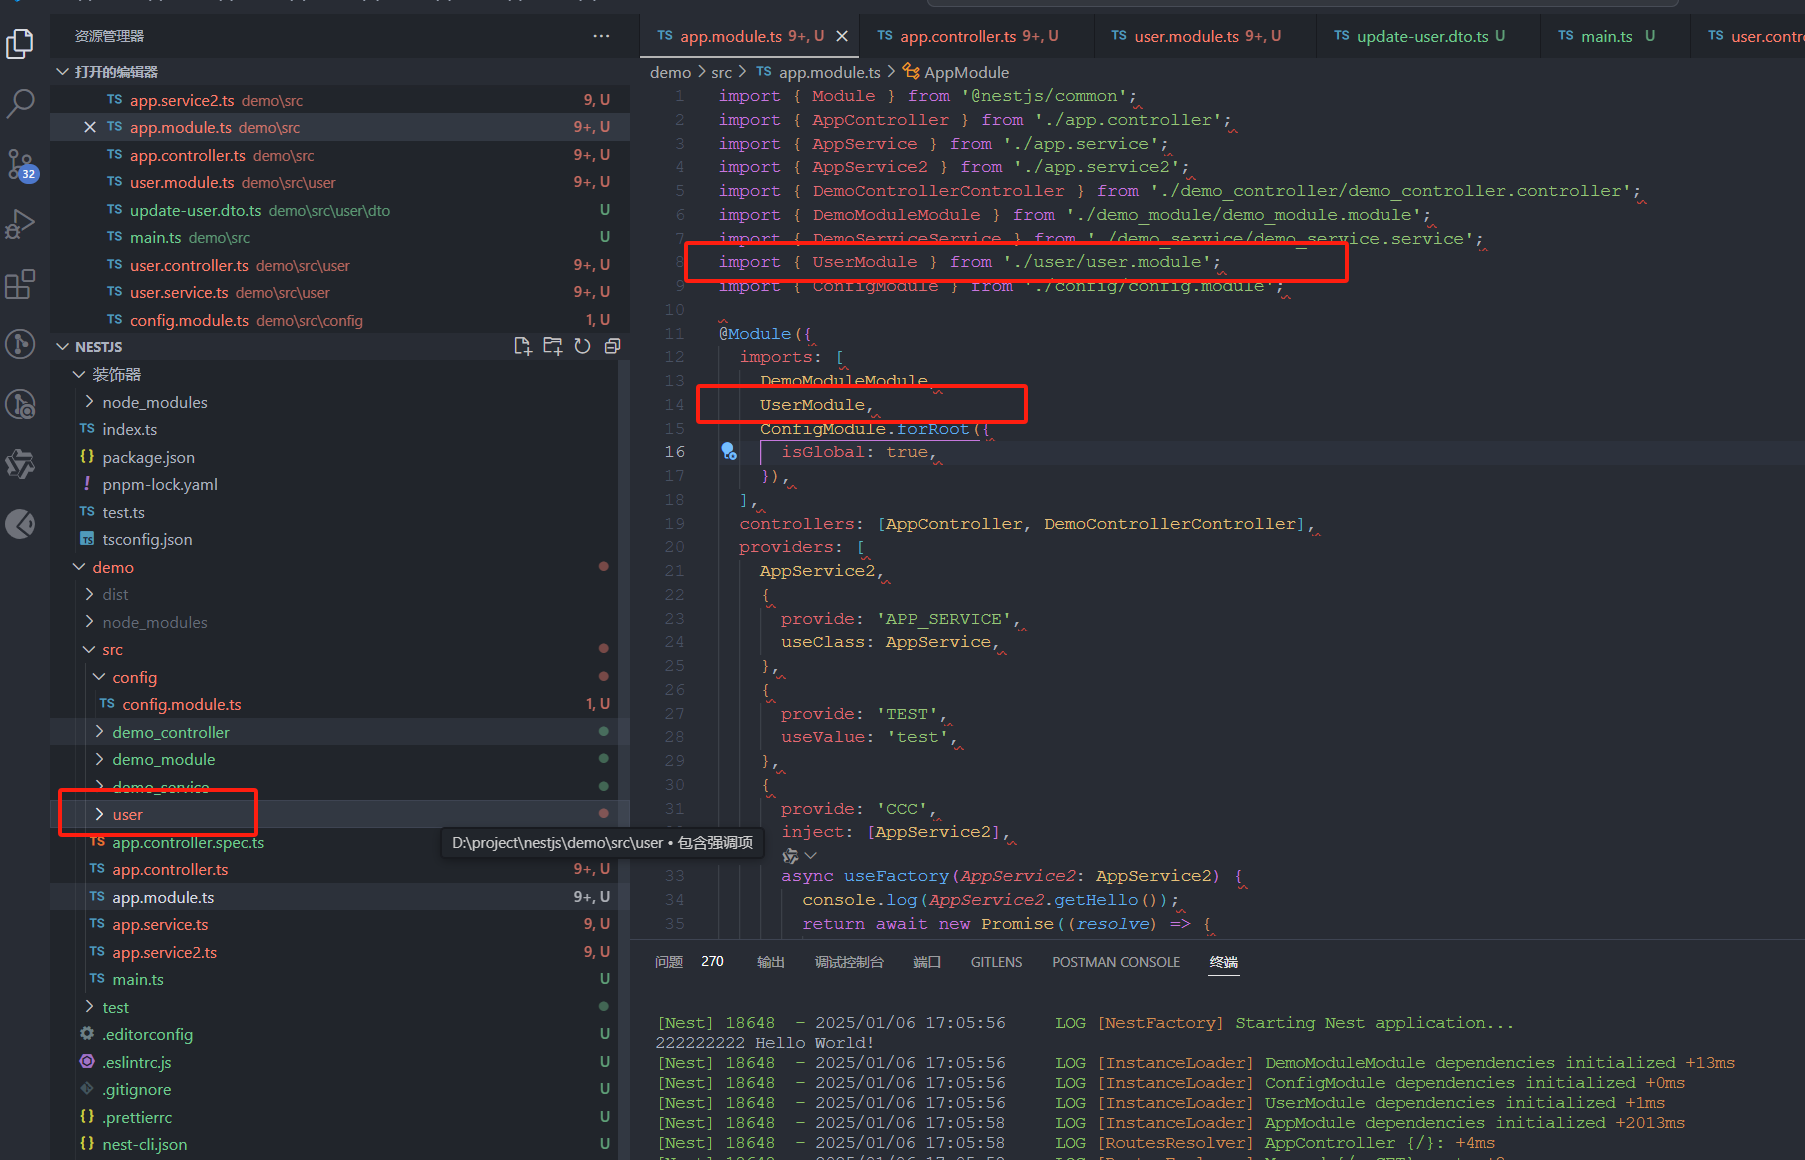 资源管理器
打开的编辑器
TS app.service2.ts demo\src 9, U
TS app.module.ts demo\src 9+, U
TS app.controller.ts demo\src 9+, U
TS user.module.ts demo\src\user 9+, U
TS update-user.dto.ts demo\src\user\dto U
TS main.ts demo\src U
TS user.controller.ts demo\src\user 9+, U
TS user.service.ts demo\src\user 9+, U
TS config.module.ts demo\src\config 1, U
32
NESTJS
装饰器
node_modules
TS index.ts
{} package.json
! pnpm-lock.yaml
TS test.ts
TS tsconfig.json
demo
dist
node_modules
src
config
TS config.module.ts 1, U
demo_controller
demo_module
demo_service
user
TS app.controller.spec.ts
TS app.controller.ts 9+, U
TS app.module.ts 9+, U
TS app.service.ts 9, U
TS app.service2.ts 9, U
TS main.ts U
test
.editorconfig U
.eslintrc.js U
.gitignore U
{} .prettierrc U
{} nest-cli.json U
D:\project\nestjs\demo\src\user • 包含强调项
TS app.module.ts 9+, U TS app.controller.ts 9+, U TS user.module.ts 9+, U TS update-user.dto.ts U TS main.ts U TS user.contr
demo > src > TS app.module.ts > AppModule
1 import { Module } from '@nestjs/common';
2 import { AppController } from './app.controller';
3 import { AppService } from './app.service';
4 import { AppService2 } from './app.service2';
5 import { DemoControllerController } from './demo_controller/demo_controller.controller';
6 import { DemoModuleModule } from './demo_module/demo_module.module';
7 import { DemoServiceService } from './demo_service/demo_service.service';
8 import { UserModule } from './user/user.module';
9 import { ConfigModule } from './config/config.module';
10
11 @Module({
12 imports: [
13 DemoModuleModule,
14 UserModule,
15 ConfigModule.forRoot({
16 isGlobal: true,
17 }),
18 ],
19 controllers: [AppController, DemoControllerController],
20 providers: [
21 AppService2,
22 {
23 provide: 'APP_SERVICE',
24 useClass: AppService,
25 },
26 {
27 provide: 'TEST',
28 useValue: 'test',
29 },
30 {
31 provide: 'CCC',
inject: [AppService2],
33 async useFactory(AppService2: AppService2) {
34 console.log(AppService2.getHello());
35 return await new Promise((resolve) => {
问题 270 输出 调试控制台 端口 GITLENS POSTMAN CONSOLE 终端
[Nest] 18648 - 2025/01/06 17:05:56 LOG [NestFactory] Starting Nest application...
222222222 Hello World!
[Nest] 18648 - 2025/01/06 17:05:56 LOG [InstanceLoader] DemoModuleModule dependencies initialized +13ms
[Nest] 18648 - 2025/01/06 17:05:56 LOG [InstanceLoader] ConfigModule dependencies initialized +0ms
[Nest] 18648 - 2025/01/06 17:05:56 LOG [InstanceLoader] UserModule dependencies initialized +1ms
[Nest] 18648 - 2025/01/06 17:05:58 LOG [InstanceLoader] AppModule dependencies initialized +2013ms
[Nest] 18648 - 2025/01/06 17:05:58 LOG [RoutesResolver] AppController {/}: +4ms